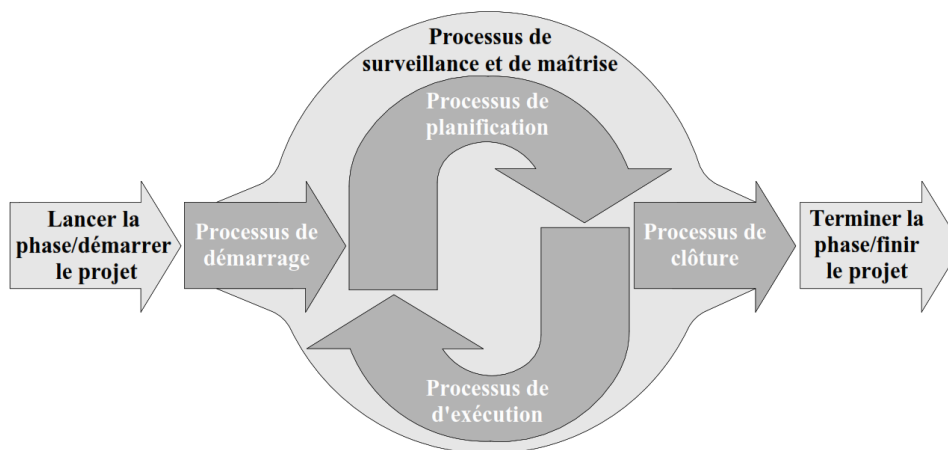 Processus de
surveillance et de maîtrise
Processus de
planification
Lancer la
phase/démarrer
le projet
Processus de
démarrage
Processus de
clôture
Terminer la
phase/finir
le projet
Processus de
d'exécution